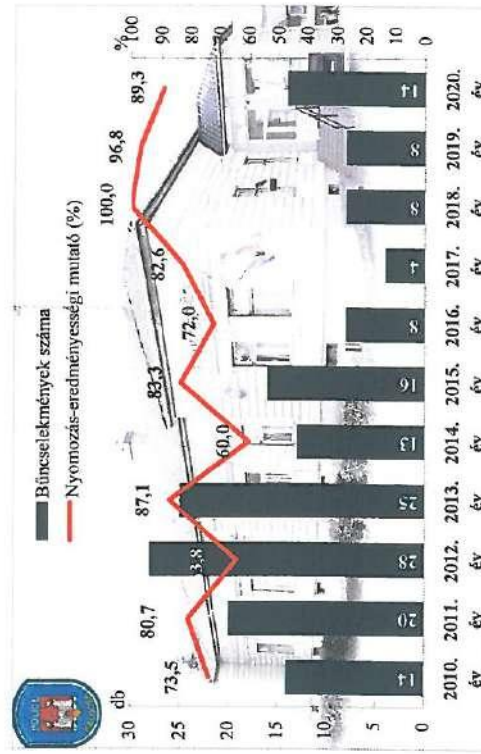 Bűncselekmények száma
Nyomozás-eredményességi mutató (%)
db
%
30
25
20
15
10
5
0
100
90
80
70
60
50
40
30
20
10
0
73,5
80,7
3,8
87,1
60,0
83,3
72,0
82,6
100,0
96,8
89,3
14
20
28
25
13
16
8
4
8
8
14
2010. év
2011. év
2012. év
2013. év
2014. év
2015. év
2016. év
2017. év
2018. év
2019. év
2020. év